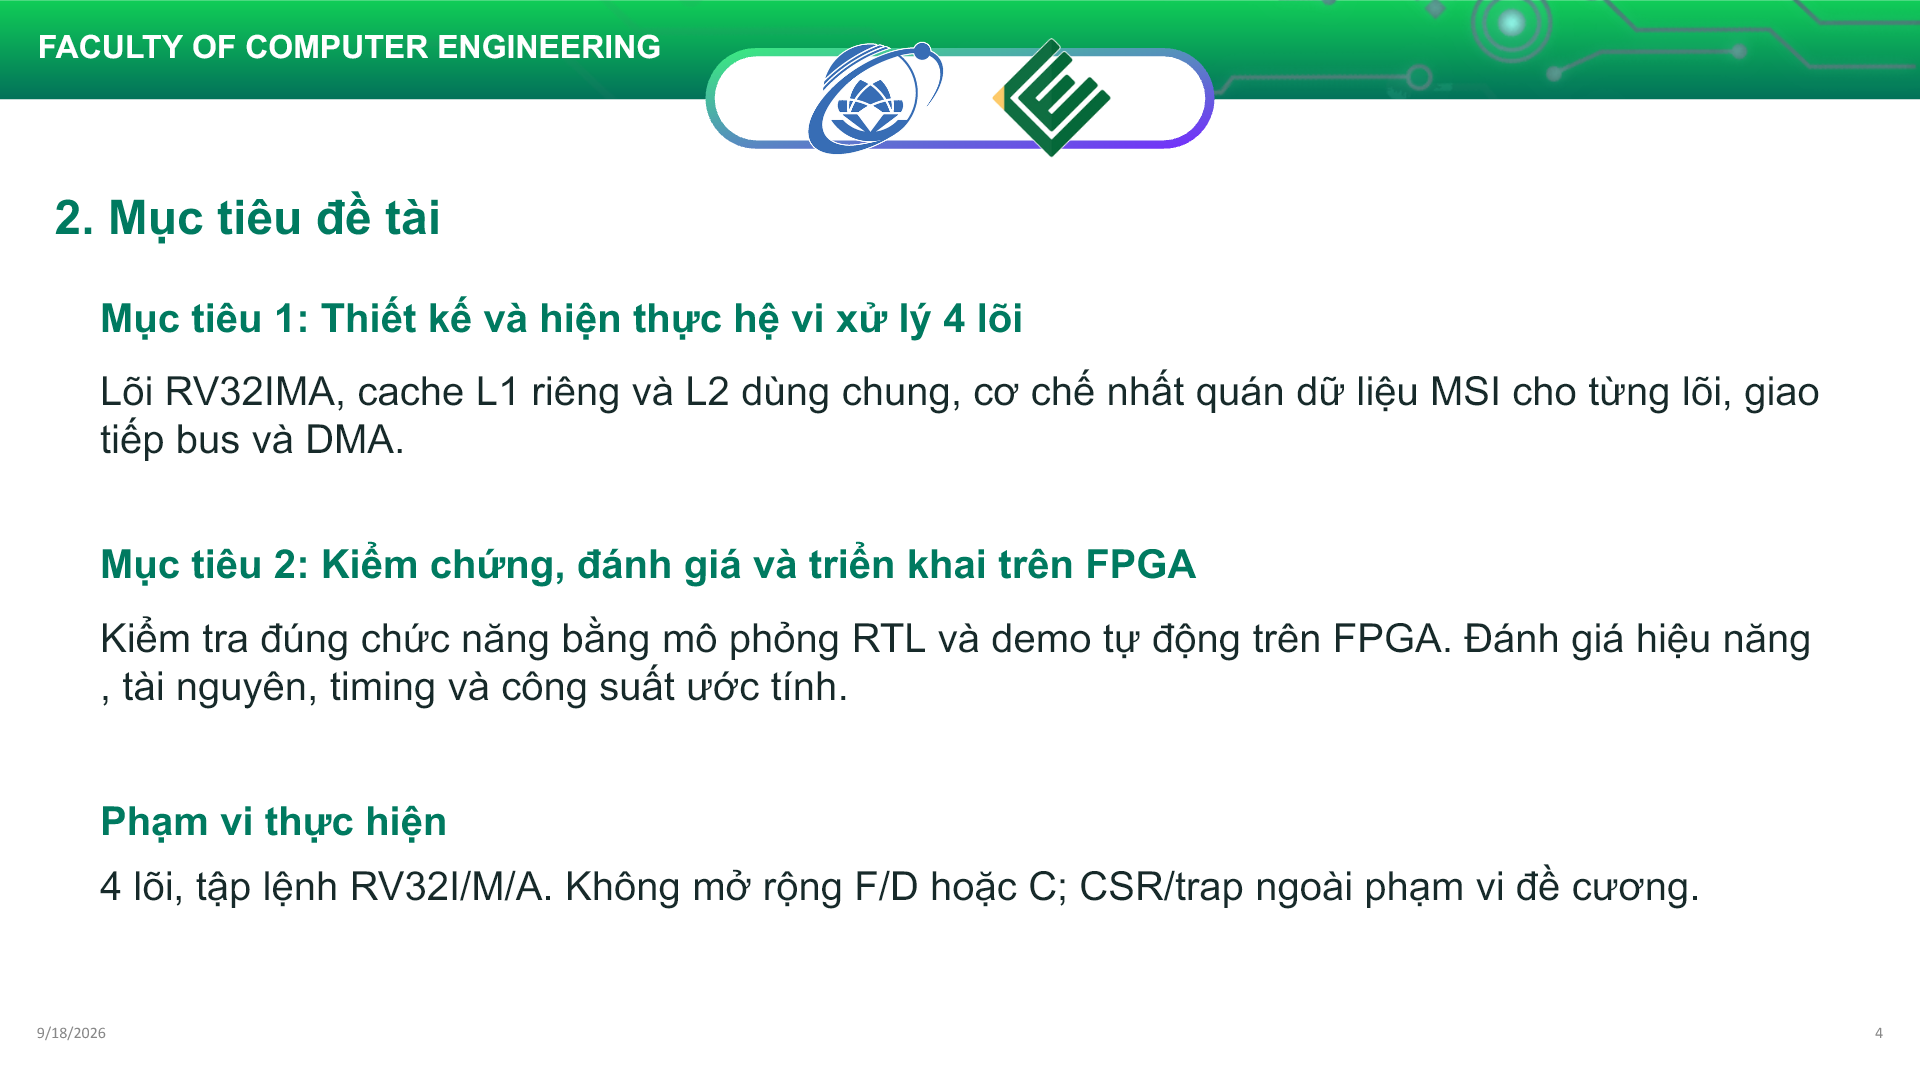 FACULTY OF COMPUTER ENGINEERING
2. Mục tiêu đề tài
Mục tiêu 1: Thiết kế và hiện thực hệ vi xử lý 4 lõi
Lõi RV32IMA, cache L1 riêng và L2 dùng chung, cơ chế nhất quán dữ liệu MSI cho từng lõi, giao
tiếp bus và DMA.
Mục tiêu 2: Kiểm chứng, đánh giá và triển khai trên FPGA
Kiểm tra đúng chức năng bằng mô phỏng RTL và demo tự động trên FPGA. Đánh giá hiệu năng
, tài nguyên, timing và công suất ước tính.
Phạm vi thực hiện
4 lõi, tập lệnh RV32I/M/A. Không mở rộng F/D hoặc C; CSR/trap ngoài phạm vi đề cương.
9/18/2026
4